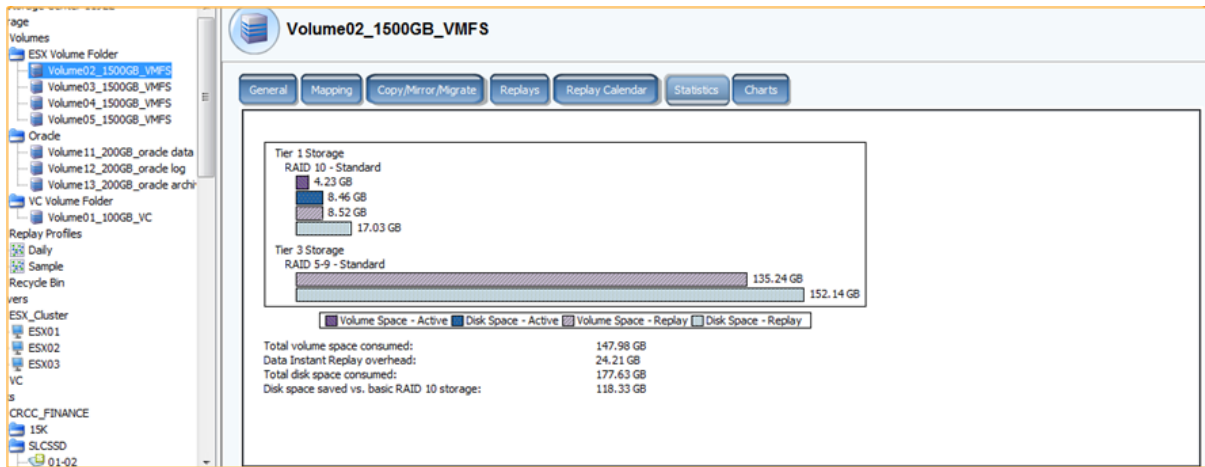 rage
Volumes
ESX Volume Folder
Volume02_1500GB_VMFS
Volume03_1500GB_VMFS
Volume04_1500GB_VMFS
Volume05_1500GB_VMFS
Oracle
Volume11_200GB_oracle data
Volume12_200GB_oracle log
Volume13_200GB_oracle archi
VC Volume Folder
Volume01_100GB_VC
Replay Profiles
Daily
Sample
Recycle Bin
vers
ESX_Cluster
ESX01
ESX02
ESX03
VC
s
CRCC_FINANCE
15K
SLCSSD
01-02
Volume02_1500GB_VMFS
General Mapping Copy/Mirror/Migrate Replays Replay Calendar Statistics Charts
Tier 1 Storage
RAID 10 - Standard
4.23 GB
8.46 GB
8.52 GB
17.03 GB
Tier 3 Storage
RAID 5-9 - Standard
135.24 GB
152.14 GB
Volume Space - Active Disk Space - Active Volume Space - Replay Disk Space - Replay
Total volume space consumed: 147.98 GB
Data Instant Replay overhead: 24.21 GB
Total disk space consumed: 177.63 GB
Disk space saved vs. basic RAID 10 storage: 118.33 GB